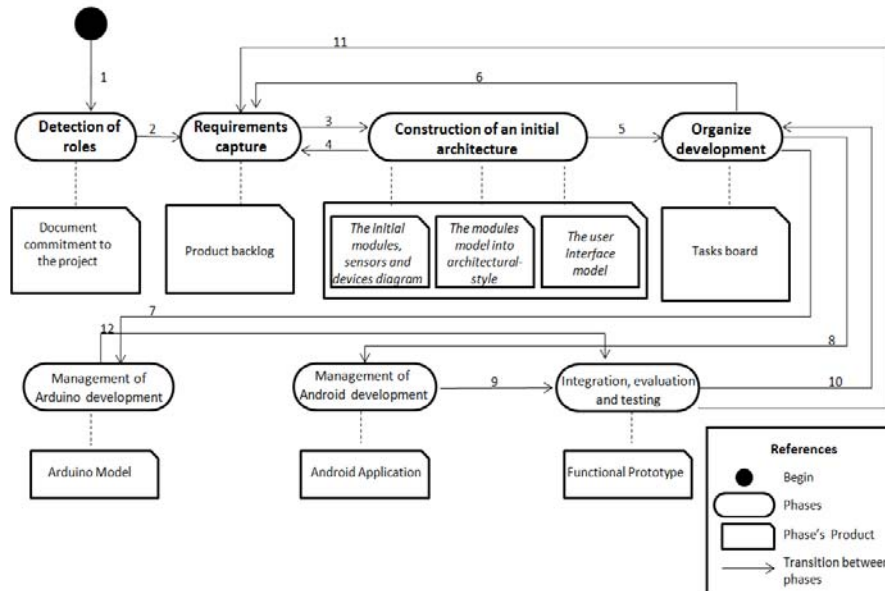 11
1
6
Detection of
roles
2
Requirements
capture
3
4
Construction of an initial
architecture
5
Organize
development
Document
commitment to
the project
Product backlog
The initial
modules,
sensors and
devices diagram
The modules
model into
architectural-
style
The user
Interface
model
Tasks board
7
12
8
Management of
Arduino development
Management of
Android development
9
Integration, evaluation
and testing
10
Arduino Model
Android Application
Functional Prototype
References
Begin
Phases
Phase's Product
Transition between
phases